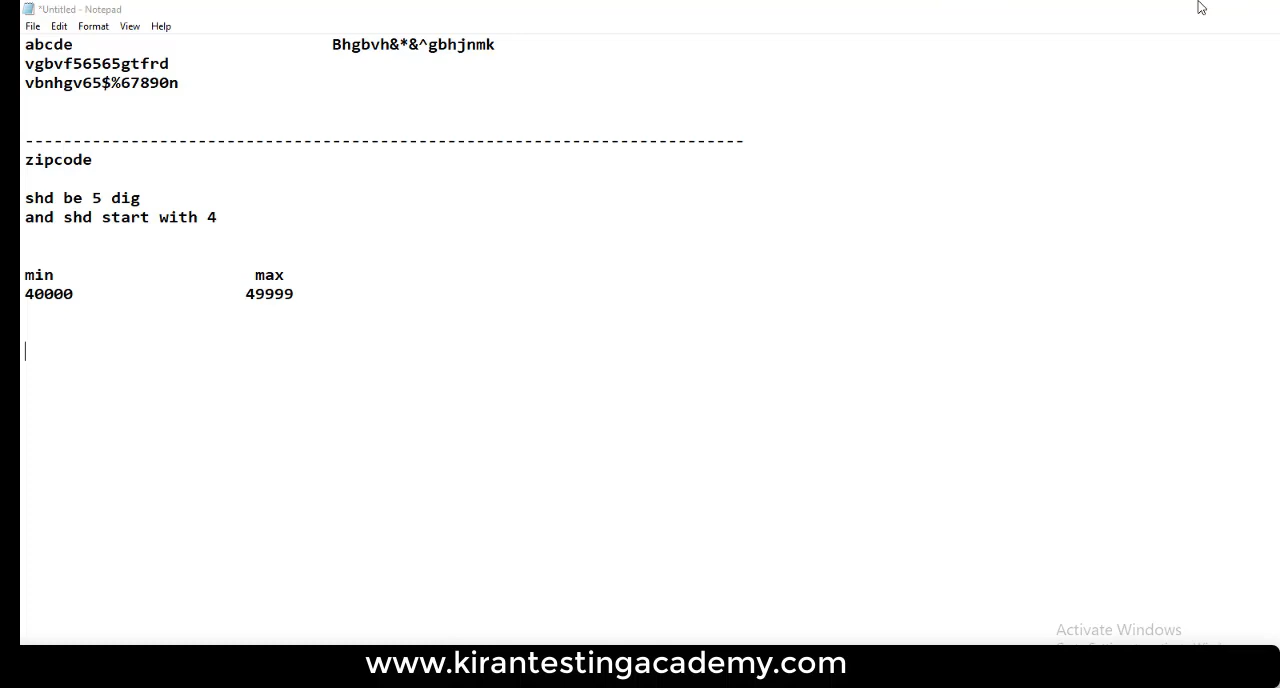 *Untitled - Notepad
File Edit Format View Help
abcde Bhgbvh&*&^gbhjnmk
vgbvf56565gtfrd
vbnhgv65$%67890n
---------------------------------------------------------------------------
zipcode
shd be 5 dig
and shd start with 4
min max
40000 49999
Activate Windows
www.kirantestingacademy.com